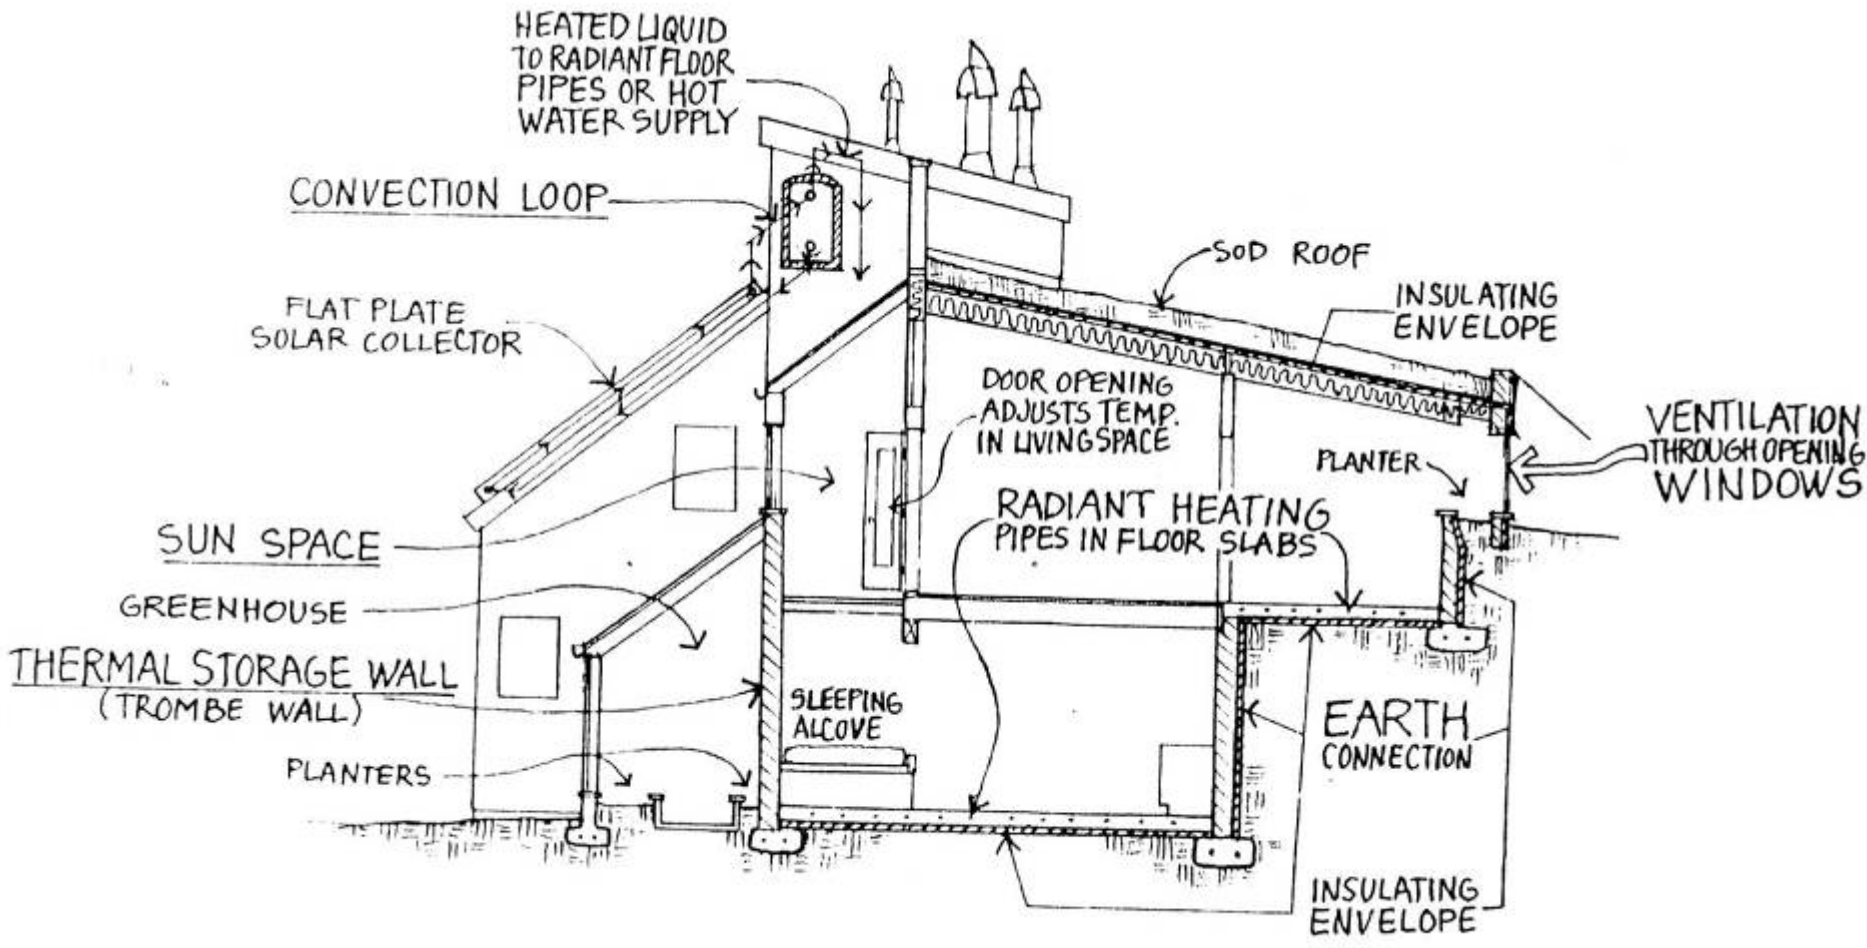 HEATED LIQUID
TO RADIANT FLOOR
PIPES OR HOT
WATER SUPPLY
CONVECTION LOOP
FLAT PLATE
SOLAR COLLECTOR
SUN SPACE
GREENHOUSE
THERMAL STORAGE WALL
(TROMBE WALL)
PLANTERS
SLEEPING
ALCOVE
DOOR OPENING
ADJUSTS TEMP.
IN LIVING SPACE
RADIANT HEATING
PIPES IN FLOOR SLABS
SOD ROOF
INSULATING
ENVELOPE
PLANTER
VENTILATION
THROUGH OPENING
WINDOWS
EARTH
CONNECTION
INSULATING
ENVELOPE